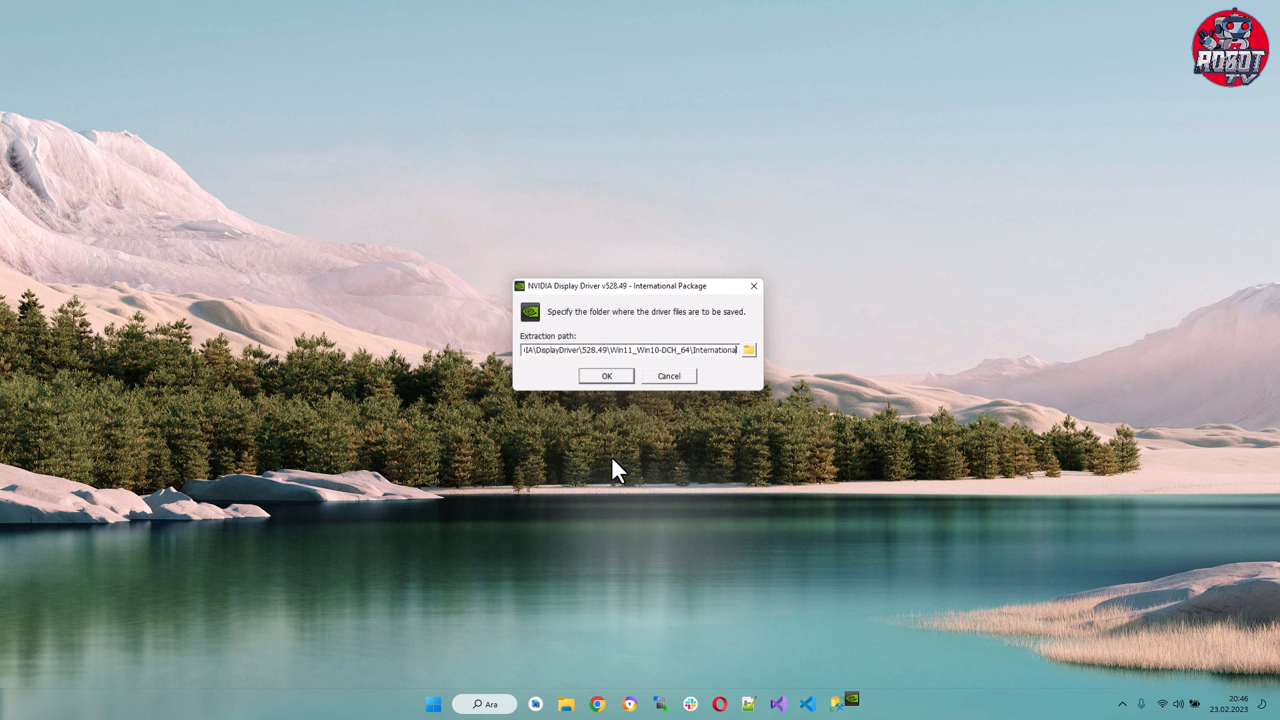 ROBOT
TV
NVIDIA Display Driver v528.49 - International Package
Specify the folder where the driver files are to be saved.
Extraction path:
IA\DisplayDriver\528.49\Win11_Win10-DCH_64\International
OK
Cancel
Ara
20:46
23.02.2023